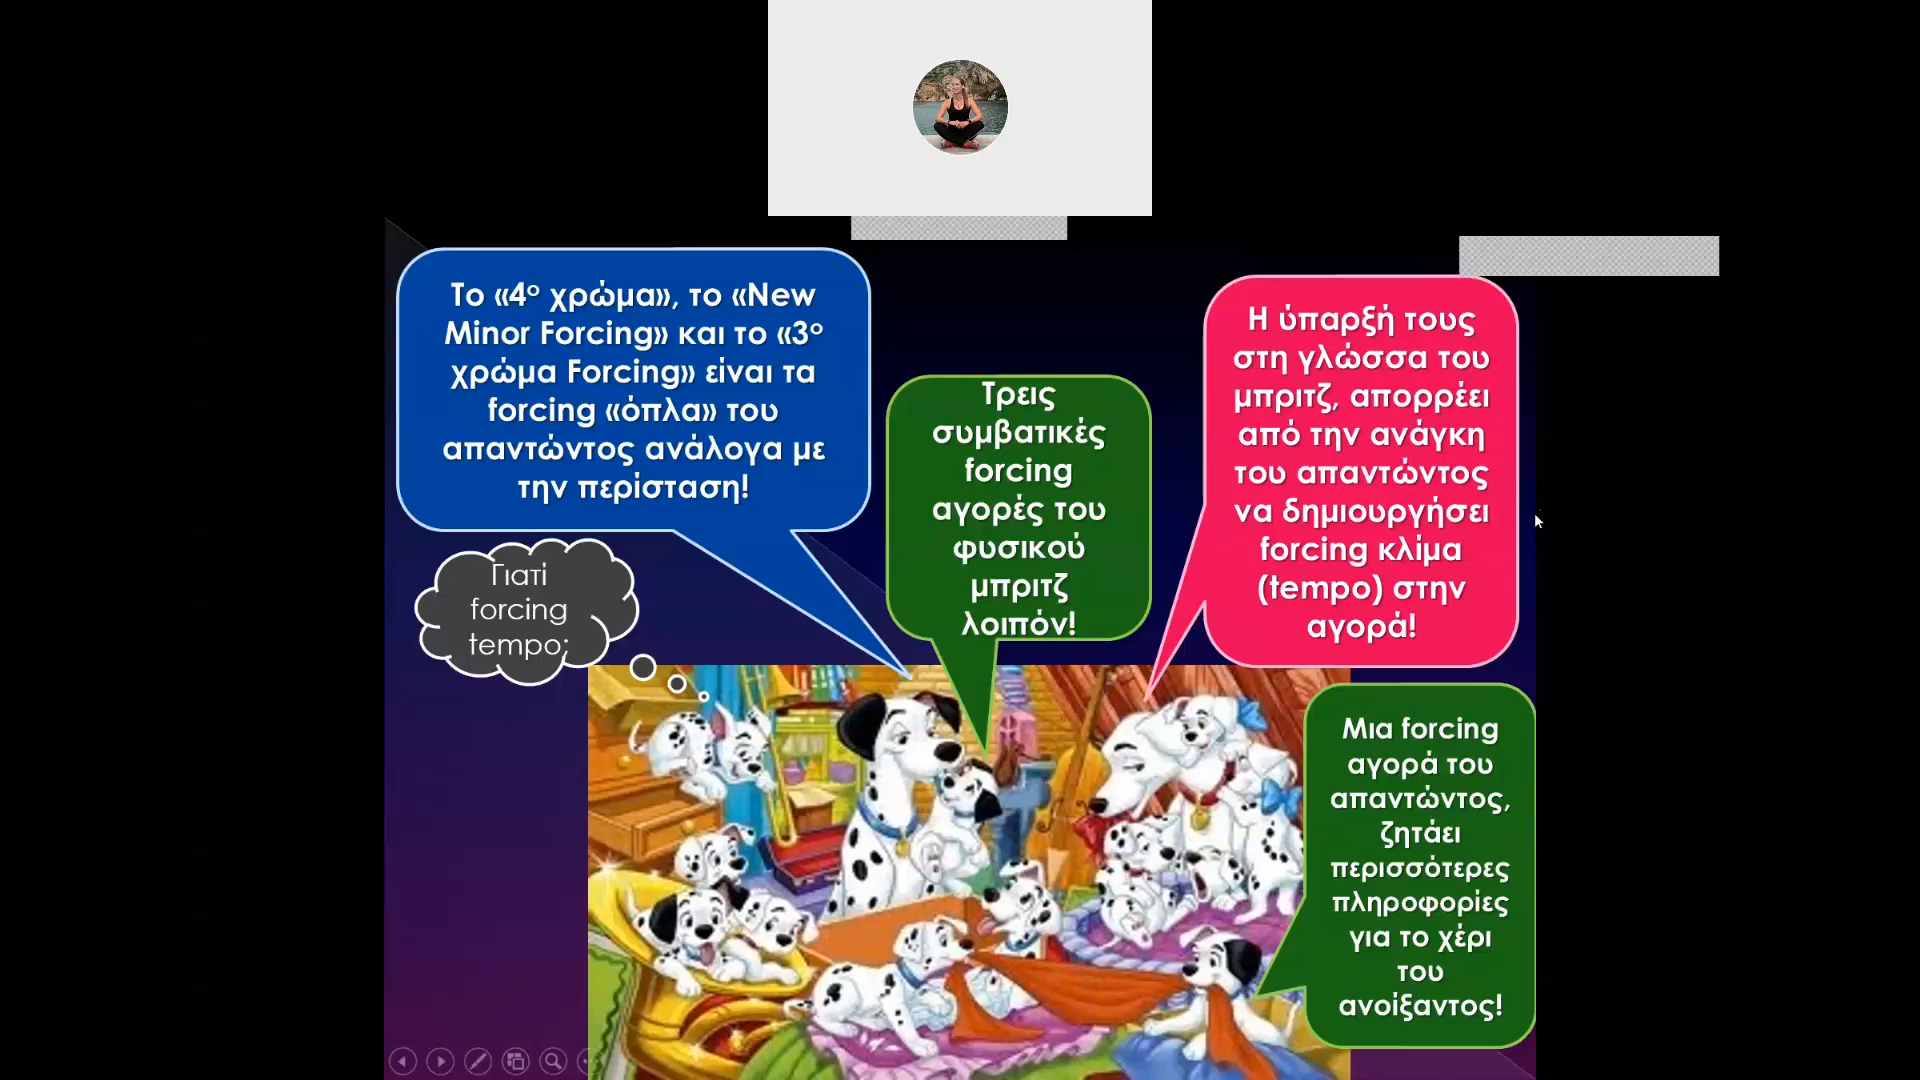 Το «4ο χρώμα», το «New
Minor Forcing» και το «3ο
χρώμα Forcing» είναι τα
forcing «όπλα» του
απαντώντος ανάλογα με
την περίσταση!
Τρεις
συμβατικές
forcing
αγορές του
φυσικού
μπριτζ
λοιπόν!
Η ύπαρξή τους
στη γλώσσα του
μπριτζ, απορρέει
από την ανάγκη
του απαντώντος
να δημιουργήσει
forcing κλίμα
(tempo) στην
αγορά!
Γιατί
forcing
tempo;
Μια forcing
αγορά του
απαντώντος,
ζητάει
περισσότερες
πληροφορίες
για το χέρι
του
ανοίξαντος!